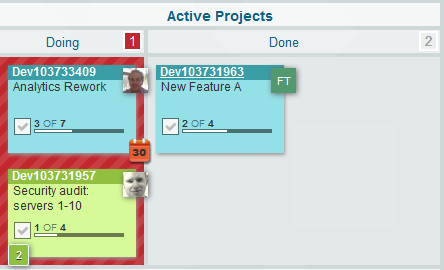 Active Projects
Doing 1
Done 2
Dev103733409
Analytics Rework
3 OF 7
30
Dev103731963
FT
New Feature A
2 OF 4
Dev103731957
Security audit:
servers 1-10
1 OF 4
2